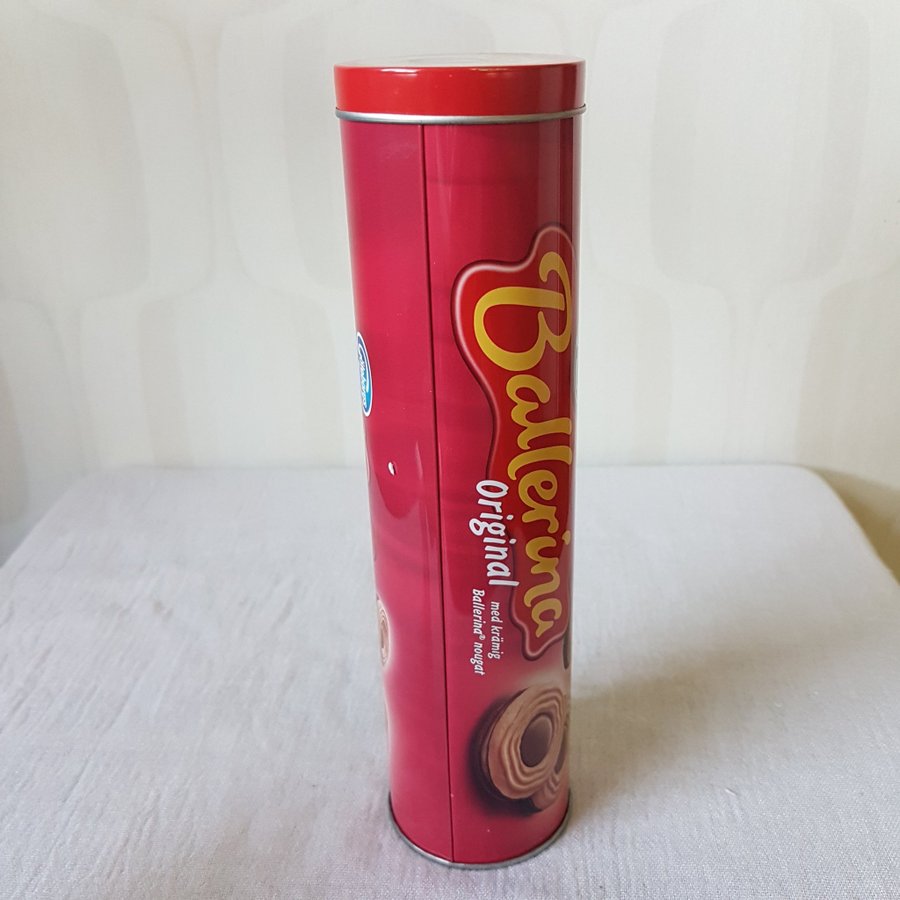 Ballerina
Original
med krämig
Ballerina® nougat